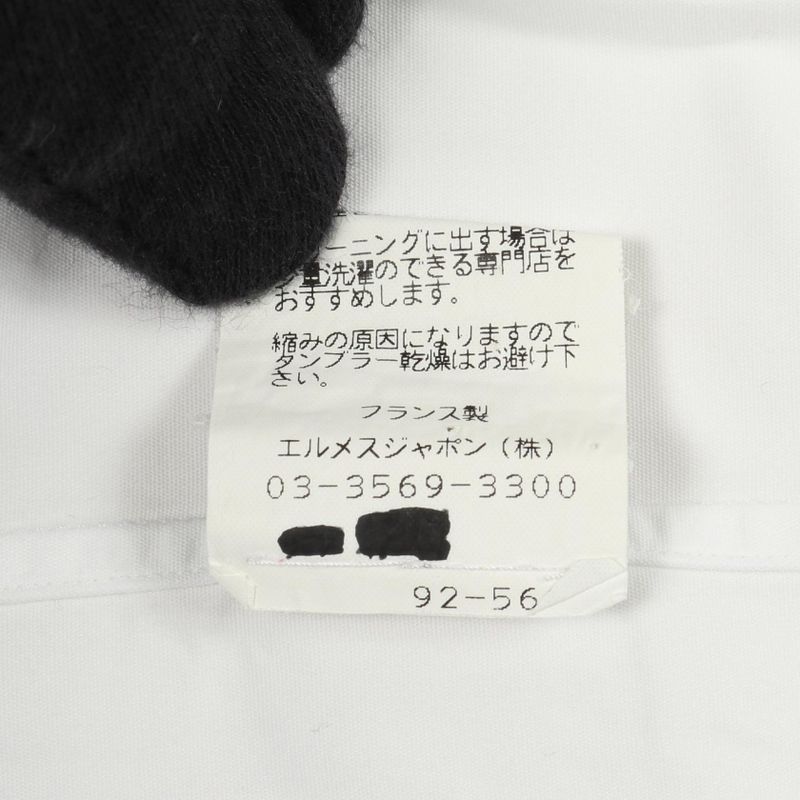 ーニングに出す場合は
量洗濯のできる専門店を
おすすめします。
縮みの原因になりますので
タンブラー乾燥はお避け下
さい。
フランス製
エルメスジャポン（株）
03-3569-3300
92-56